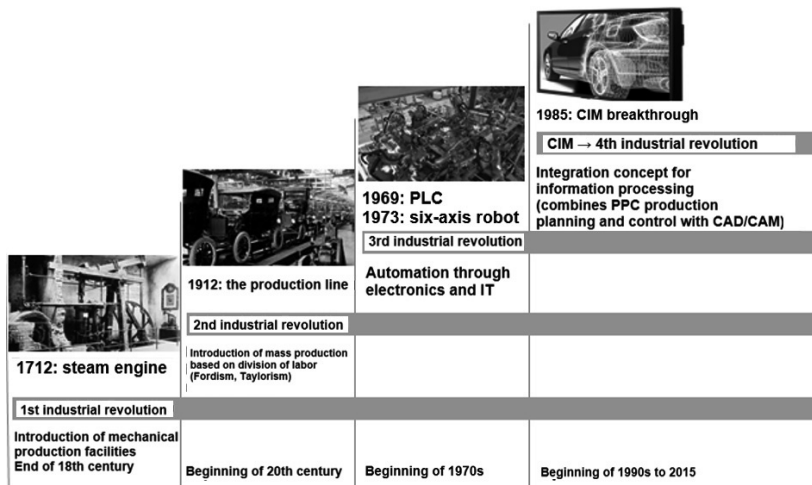 1985: CIM breakthrough
CIM → 4th industrial revolution
Integration concept for
information processing
(combines PPC production
planning and control with CAD/CAM)
1969: PLC
1973: six-axis robot
3rd industrial revolution
Automation through
electronics and IT
1912: the production line
2nd industrial revolution
Introduction of mass production
based on division of labor
(Fordism, Taylorism)
1712: steam engine
1st industrial revolution
Introduction of mechanical
production facilities
End of 18th century
Beginning of 20th century
Beginning of 1970s
Beginning of 1990s to 2015